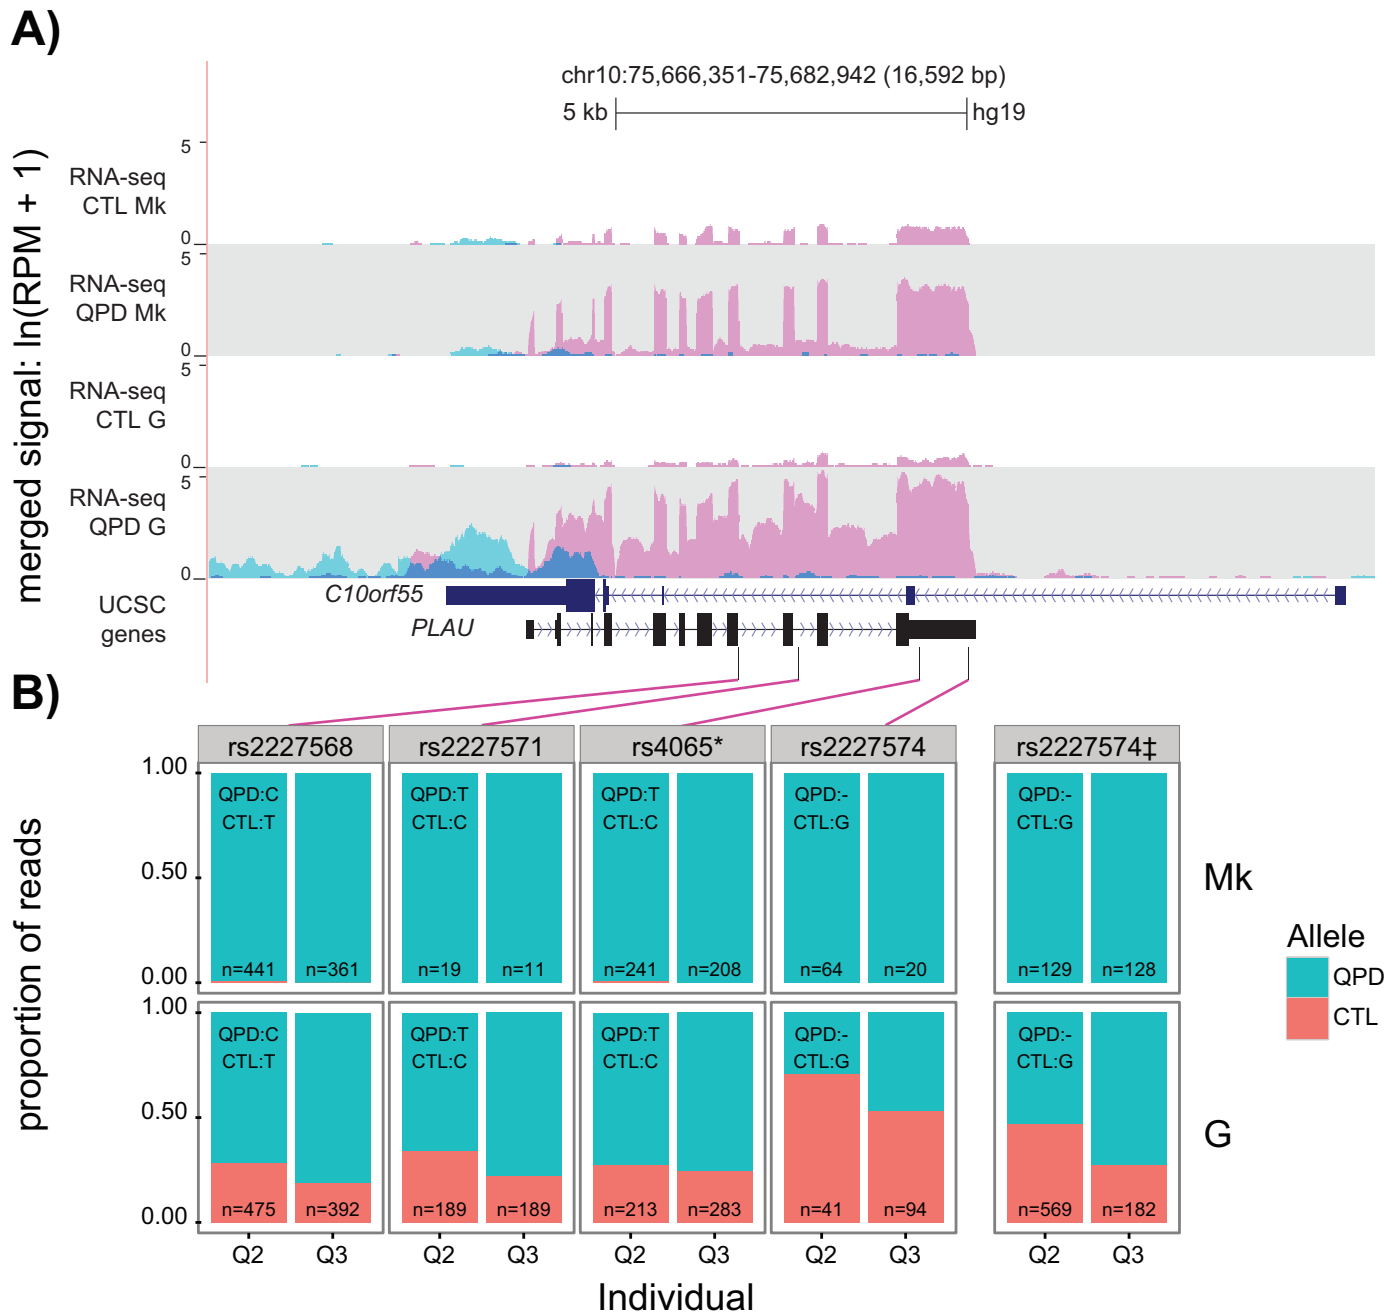 A)
chr10:75,666,351-75,682,942 (16,592 bp)
5 kb
hg19
merged signal: ln(RPM + 1)
5
RNA-seq
CTL Mk
0
5
RNA-seq
QPD Mk
0
5
RNA-seq
CTL G
0
5
RNA-seq
QPD G
0
UCSC
genes
C10orf55
PLAU
B)
rs2227568 rs2227571 rs4065* rs2227574 rs2227574‡
proportion of reads
1.00
0.50
0.00
QPD:C
CTL:T
QPD:T
CTL:C
QPD:T
CTL:C
QPD:-
CTL:G
QPD:-
CTL:G
n=441 n=361 n=19 n=11 n=241 n=208 n=64 n=20 n=129 n=128
Mk
1.00
0.50
0.00
QPD:C
CTL:T
QPD:T
CTL:C
QPD:T
CTL:C
QPD:-
CTL:G
QPD:-
CTL:G
n=475 n=392 n=189 n=189 n=213 n=283 n=41 n=94 n=569 n=182
G
Q2 Q3 Q2 Q3 Q2 Q3 Q2 Q3 Q2 Q3
Individual
Allele
QPD
CTL